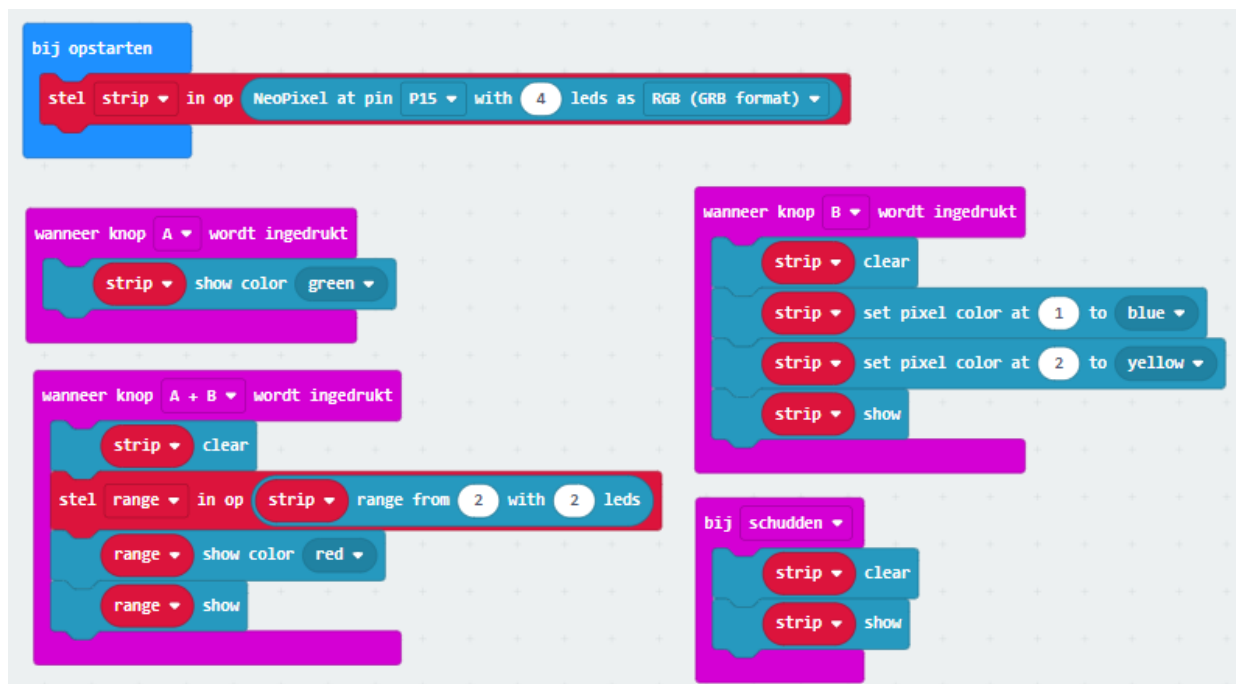 bij opstarten
stel strip in op NeoPixel at pin P15 with 4 leds as RGB (GRB format)
wanneer knop A wordt ingedrukt
strip show color green
wanneer knop A + B wordt ingedrukt
strip clear
stel range in op strip range from 2 with 2 leds
range show color red
range show
wanneer knop B wordt ingedrukt
strip clear
strip set pixel color at 1 to blue
strip set pixel color at 2 to yellow
strip show
bij schudden
strip clear
strip show